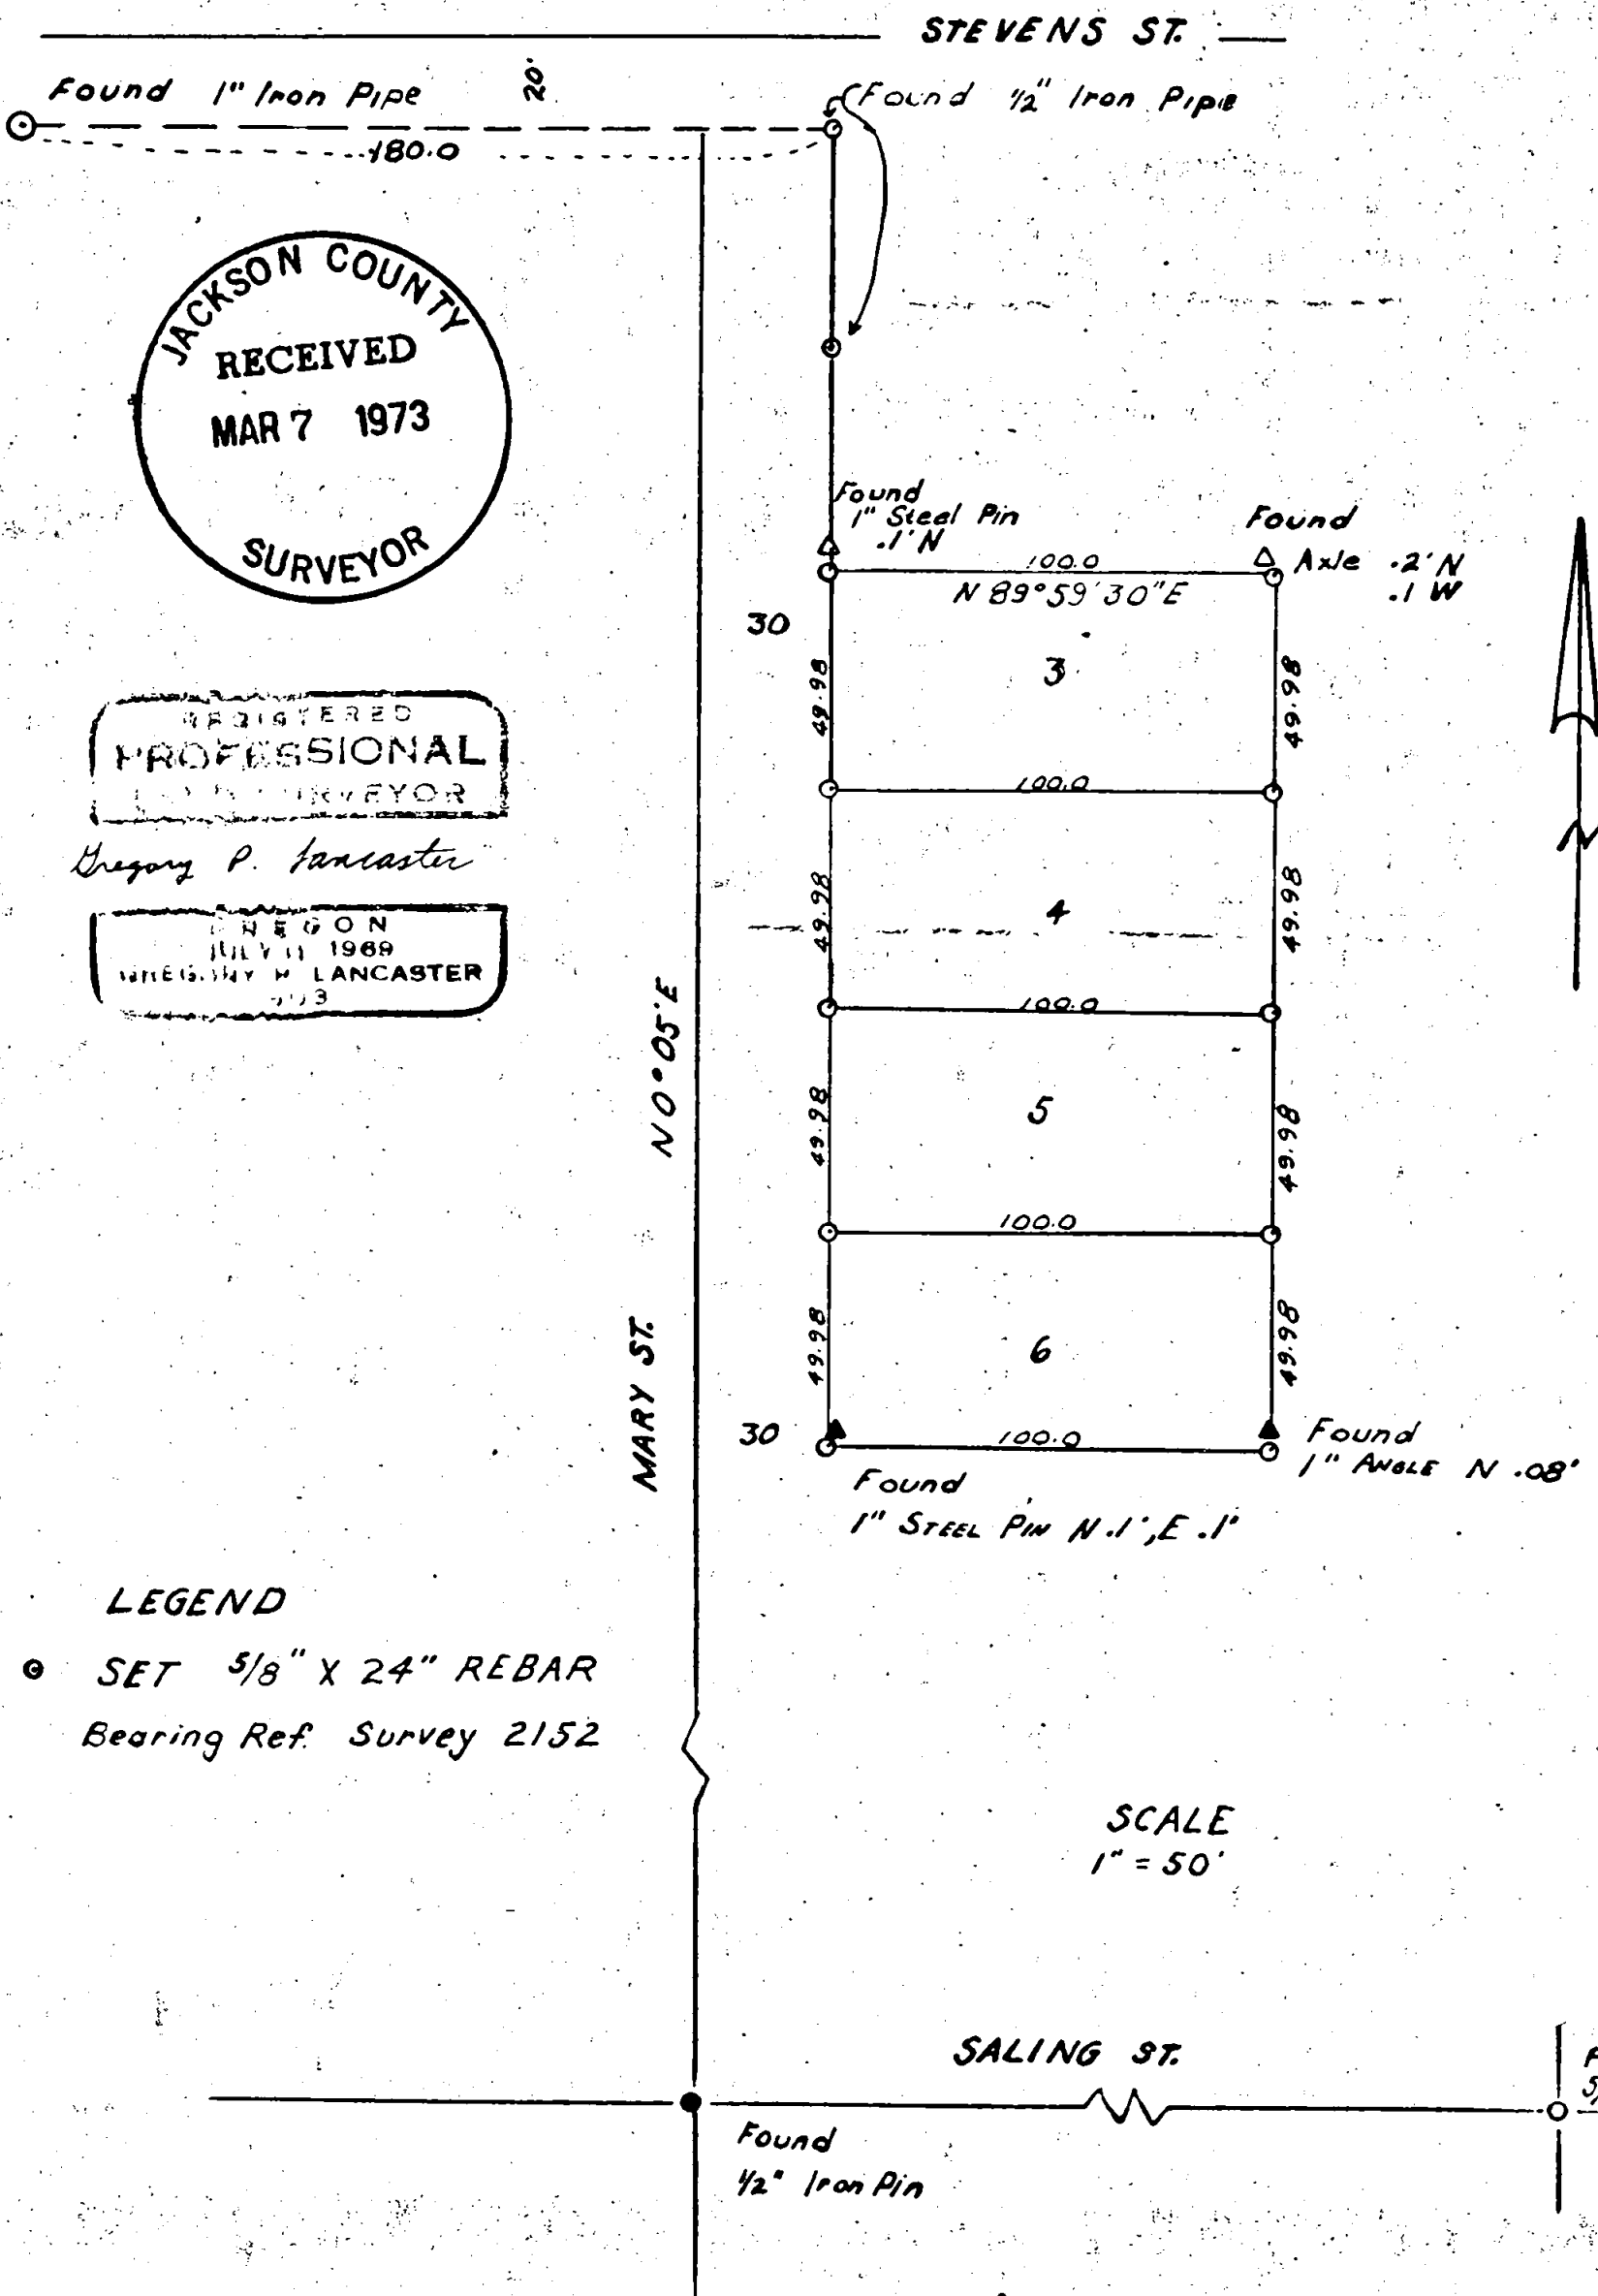 STEVENS ST.
Found 1" Iron Pipe
20'
Found 1/2" Iron Pipe
180.0
JACKSON COUNTY
RECEIVED
MAR 7 1973
SURVEYOR
Found
1" Steel Pin
.1' N
Found
Axle .2' N
.1 W
100.0
N 89°59'30"E
30
49.98
3
49.98
REGISTERED
PROFESSIONAL
LAND SURVEYOR
Gregory P. Lancaster
OREGON
JULY 11 1969
GREGORY P LANCASTER
100.0
49.98
4
49.98
N
100.0
N 0°05'E
49.98
5
49.98
100.0
MARY ST.
49.98
6
49.98
30
100.0
Found
1" ANGLE N .08'
Found
1" STEEL PIN N .1', E .1'
LEGEND
SET 5/8" X 24" REBAR
Bearing Ref. Survey 2152
SCALE
1" = 50'
SALING ST.
Found
1/2" Iron Pin